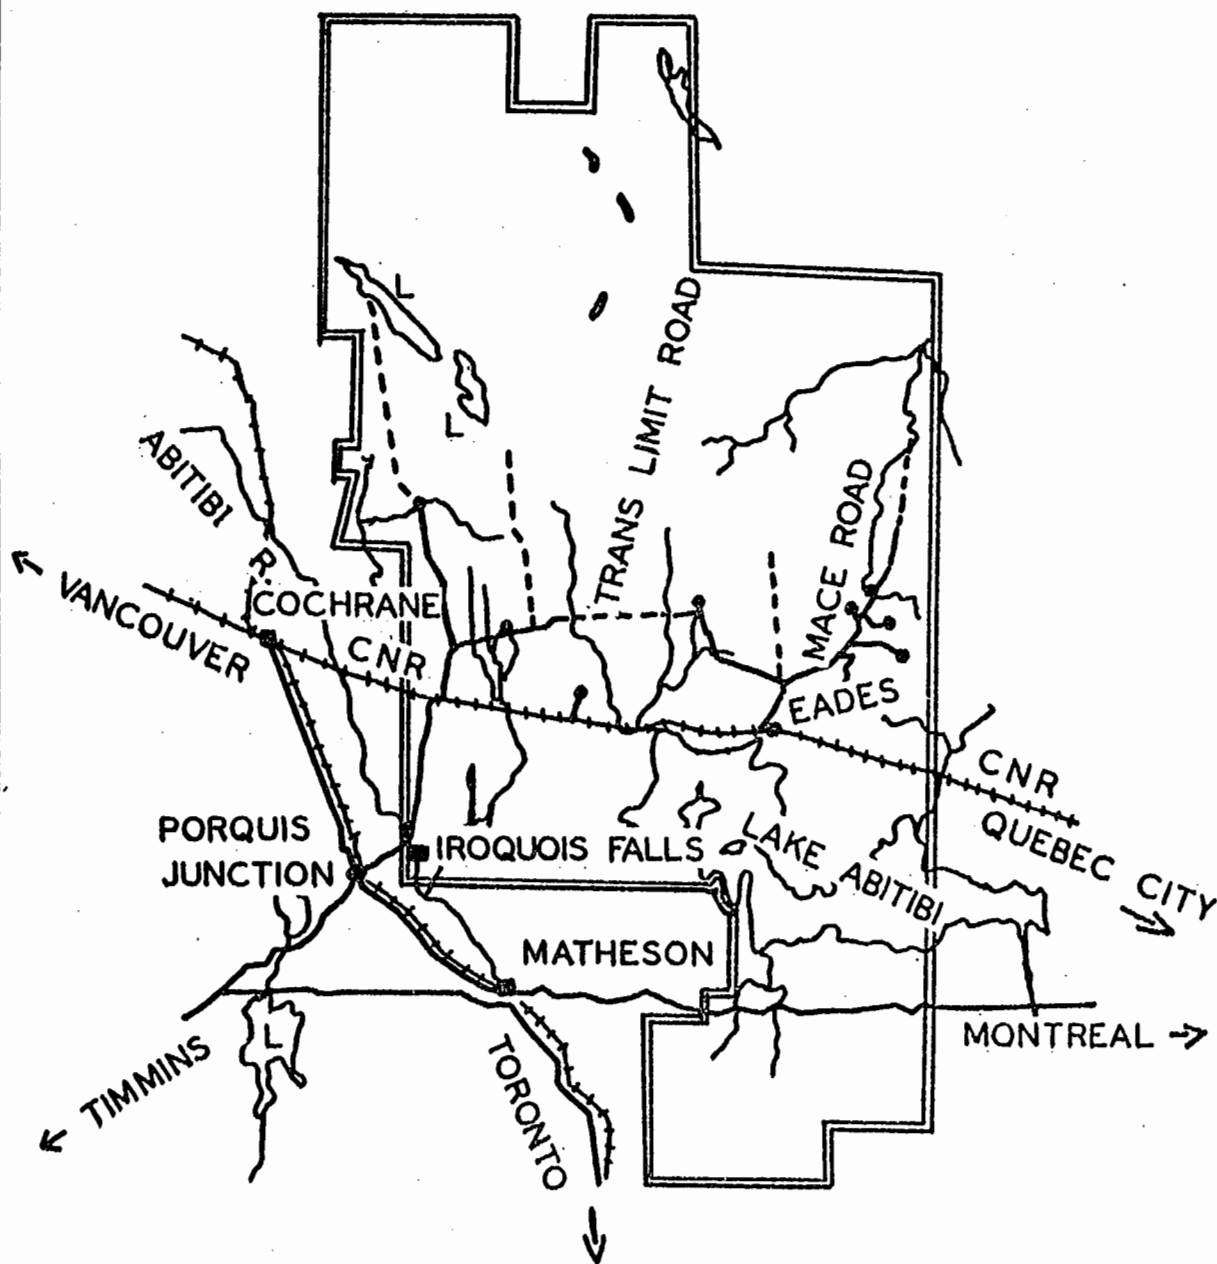 L
L
TRANS LIMIT ROAD
ABITIBI
R.
MACE ROAD
VANCOUVER
COCHRANE
CNR
EADES
CNR
QUEBEC CITY
PORQUIS
JUNCTION
IROQUOIS FALLS
LAKE ABITIBI
MATHESON
L
MONTREAL
TIMMINS
TORONTO